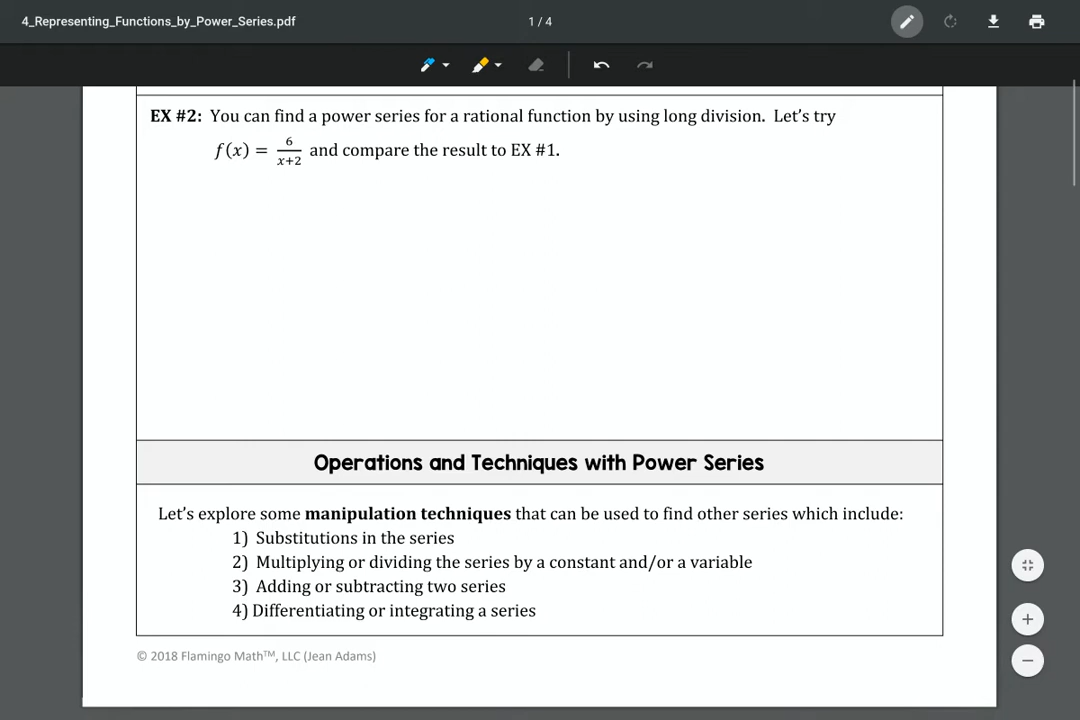 4_Representing_Functions_by_Power_Series.pdf
1 / 4
EX #2: You can find a power series for a rational function by using long division. Let's try
f(x) = 6/(x+2) and compare the result to EX #1.
Operations and Techniques with Power Series
Let's explore some manipulation techniques that can be used to find other series which include:
1) Substitutions in the series
2) Multiplying or dividing the series by a constant and/or a variable
3) Adding or subtracting two series
4) Differentiating or integrating a series
© 2018 Flamingo Math™, LLC (Jean Adams)